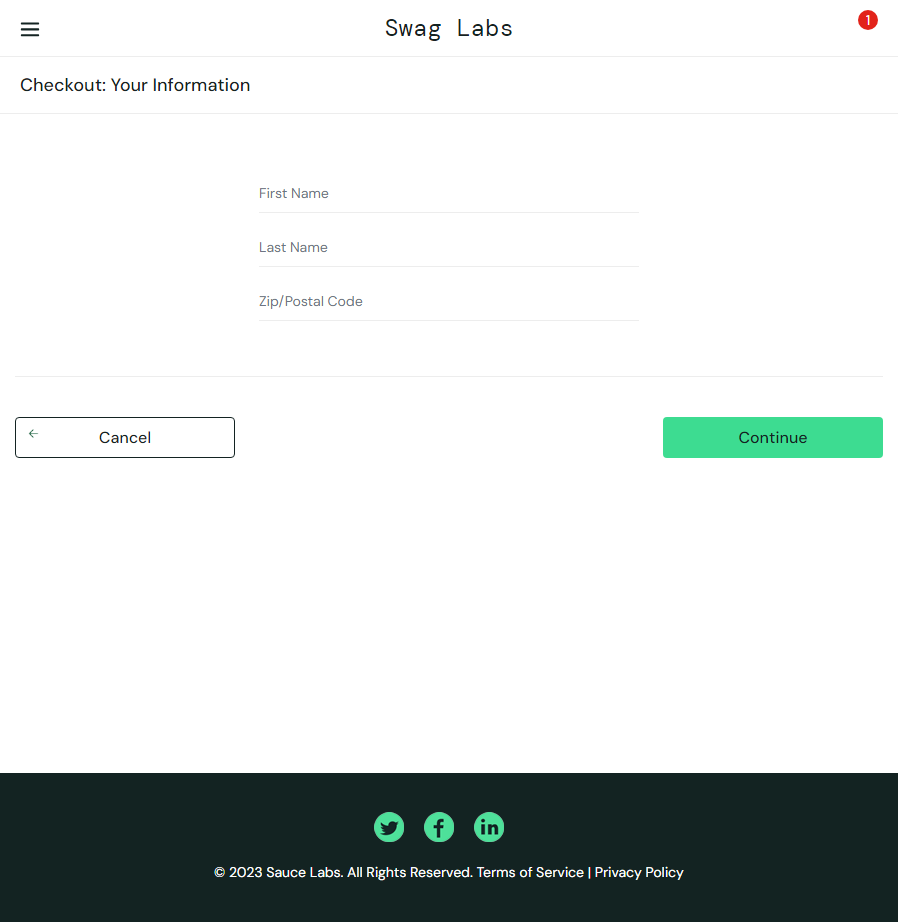 Swag Labs
1
Checkout: Your Information
First Name
Last Name
Zip/Postal Code
Cancel
Continue
© 2023 Sauce Labs. All Rights Reserved. Terms of Service | Privacy Policy